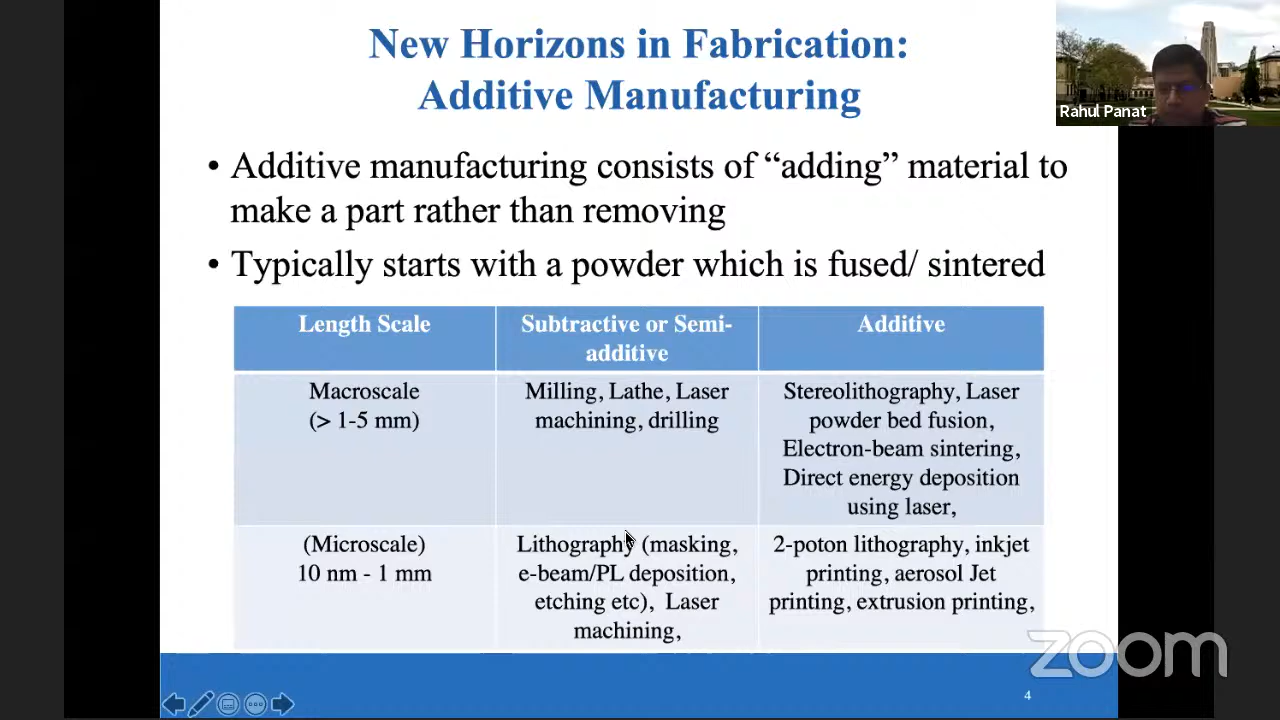 New Horizons in Fabrication:
Additive Manufacturing
Rahul Panat
• Additive manufacturing consists of “adding” material to
make a part rather than removing
• Typically starts with a powder which is fused/ sintered
Length Scale
Subtractive or Semi-
additive
Additive
Macroscale
(> 1-5 mm)
Milling, Lathe, Laser
machining, drilling
Stereolithography, Laser
powder bed fusion,
Electron-beam sintering,
Direct energy deposition
using laser,
(Microscale)
10 nm - 1 mm
Lithography (masking,
e-beam/PL deposition,
etching etc), Laser
machining,
2-poton lithography, inkjet
printing, aerosol Jet
printing, extrusion printing,
zoom
4